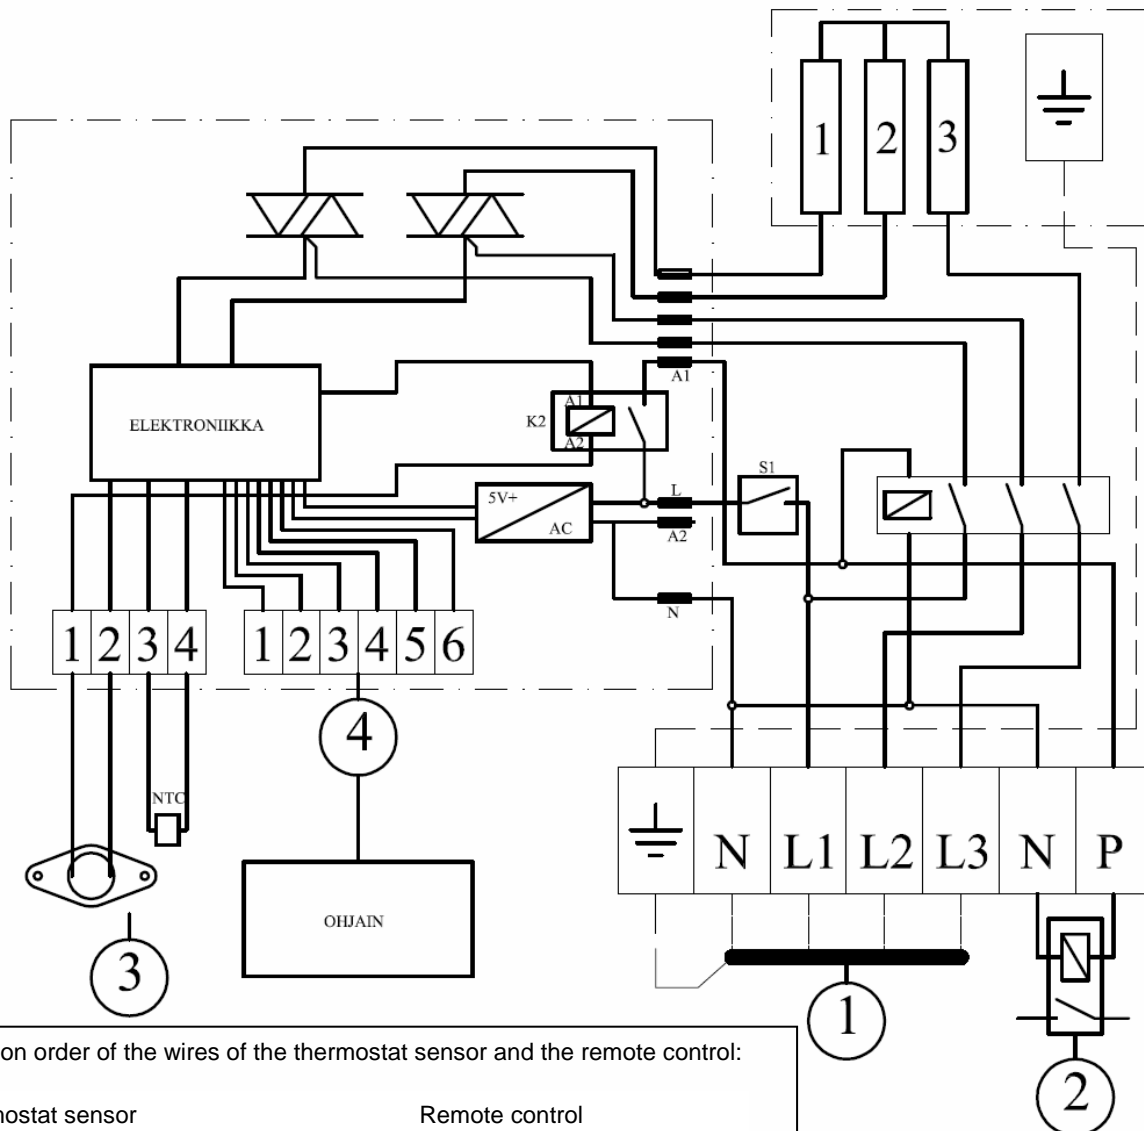 1 2 3
A1
ELEKTRONIIKKA
K2
A1
A2
S1
5V+
AC
L
A2
N
1 2 3 4
1 2 3 4 5 6
4
NTC
N L1 L2 L3 N P
OHJAIN
3
1
2
on order of the wires of the thermostat sensor and the remote control:
ostat sensor
Remote control